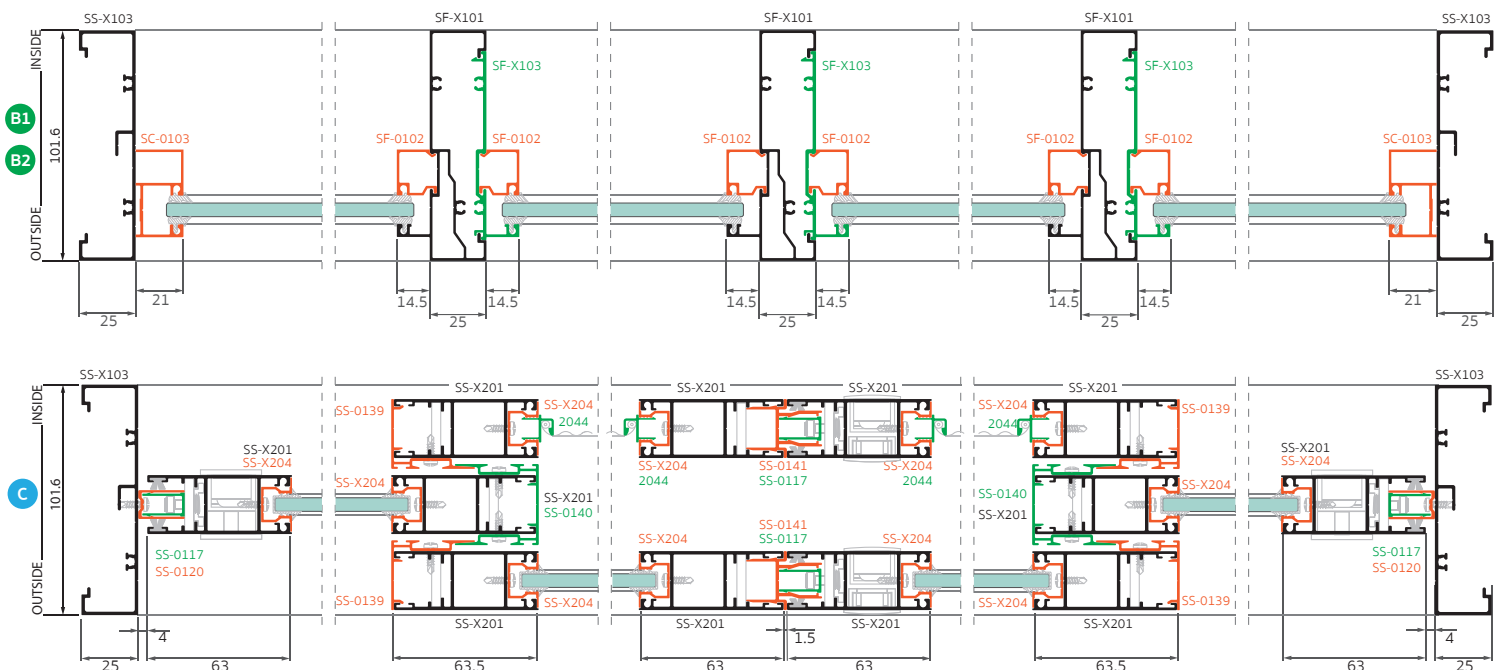 SS-X103 SF-X101 SF-X101 SF-X101 SS-X103
INSIDE
SF-X103 SF-X103 SF-X103
B1
101.6
B2
SC-0103 SF-0102 SF-0102 SF-0102 SF-0102 SF-0102 SF-0102 SC-0103
OUTSIDE
21 14.5 14.5 14.5 14.5 14.5 14.5 21
25 25 25 25 25
SS-X103 SS-X201 SS-X201 SS-X201 SS-X201 SS-X103
INSIDE
SS-0139 SS-X204 SS-X204 SS-0139
2044 2044
SS-X201 SS-X201
SS-X204 SS-X204 SS-0141 SS-X204 SS-X204
2044 SS-0117 2044
SS-X204 SS-X204
C
101.6
SS-X201 SS-0140
SS-0140 SS-X201
SS-0117 SS-X204 SS-0141 SS-X204 SS-0117
SS-0120 SS-0117 SS-0120
OUTSIDE
SS-0139 SS-X204 SS-X204 SS-0139
SS-X201 SS-X201 SS-X201 SS-X201
4 1.5 4
25 63 63.5 63 63 63.5 63 25